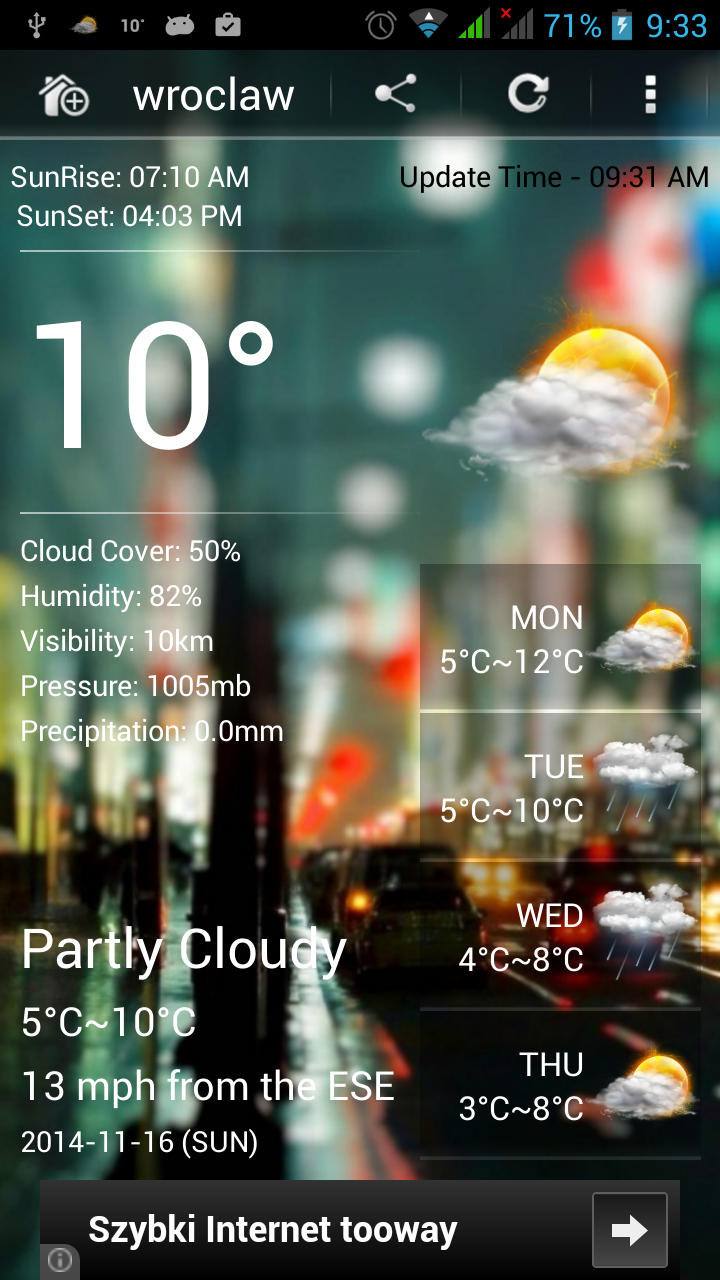 10°
71%
9:33
wroclaw
SunRise: 07:10 AM
Update Time - 09:31 AM
SunSet: 04:03 PM
10°
Cloud Cover: 50%
Humidity: 82%
Visibility: 10km
Pressure: 1005mb
Precipitation: 0.0mm
MON
5°C~12°C
TUE
5°C~10°C
WED
4°C~8°C
THU
3°C~8°C
Partly Cloudy
5°C~10°C
13 mph from the ESE
2014-11-16 (SUN)
Szybki Internet tooway